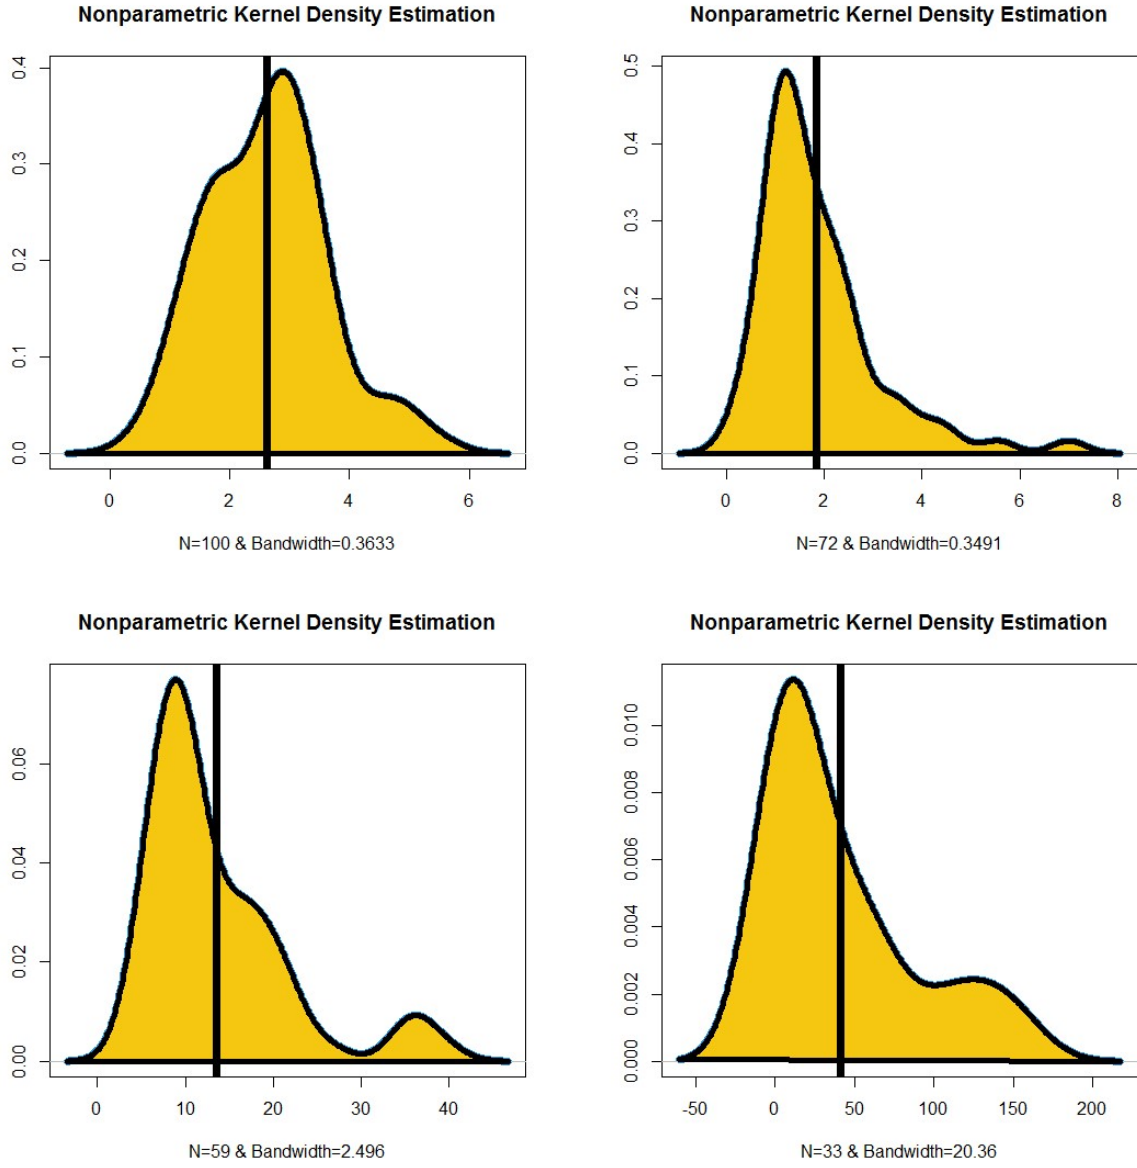 Nonparametric Kernel Density Estimation
0.4
0.3
0.2
0.1
0.0
0 2 4 6
N=100 & Bandwidth=0.3633
Nonparametric Kernel Density Estimation
0.5
0.4
0.3
0.2
0.1
0.0
0 2 4 6 8
N=72 & Bandwidth=0.3491
Nonparametric Kernel Density Estimation
0.06
0.04
0.02
0.00
0 10 20 30 40
N=59 & Bandwidth=2.496
Nonparametric Kernel Density Estimation
0.010
0.008
0.006
0.004
0.002
0.000
-50 0 50 100 150 200
N=33 & Bandwidth=20.36